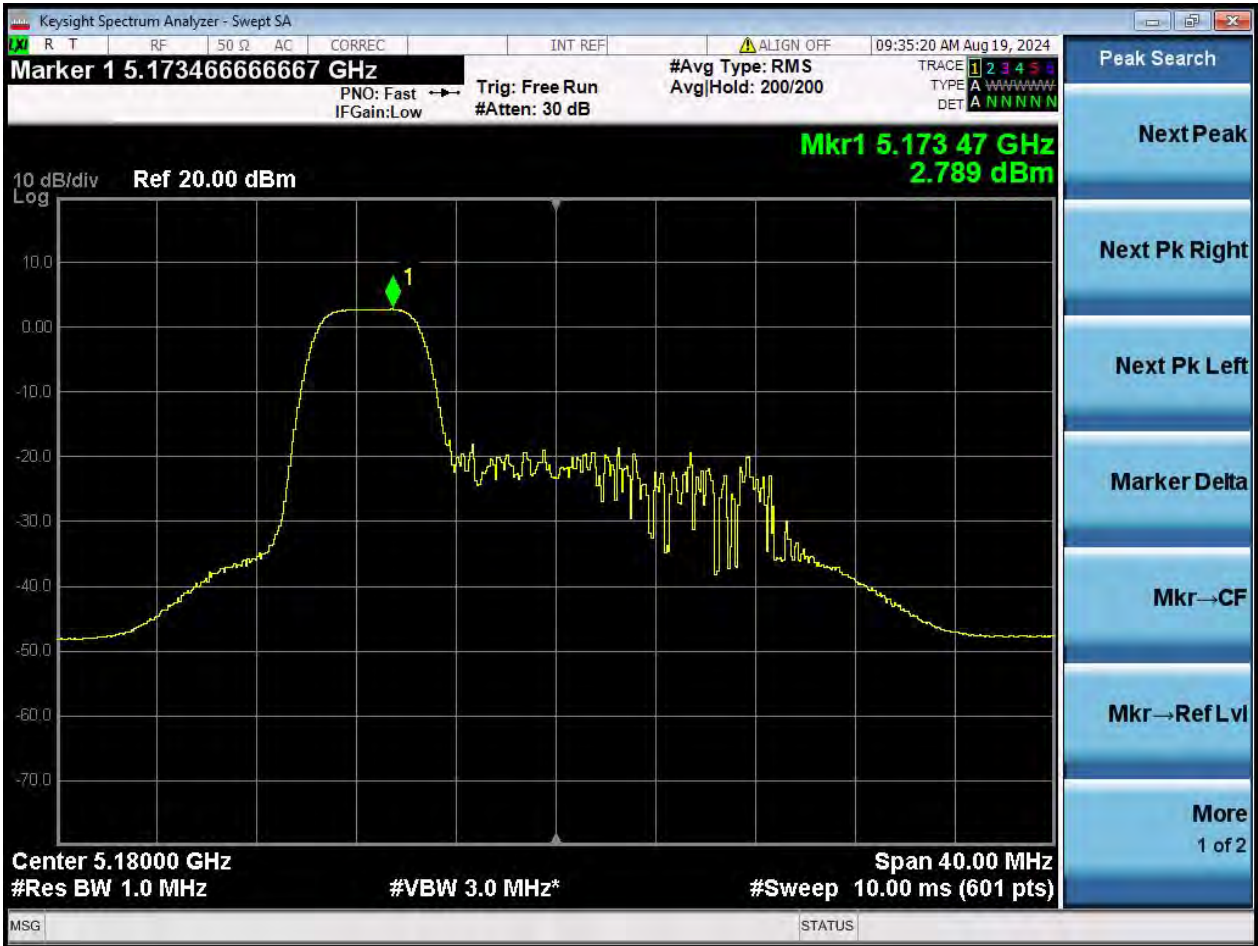 Keysight Spectrum Analyzer - Swept SA
LXI R T RF 50 Ω AC CORREC INT REF ALIGN OFF 09:35:20 AM Aug 19, 2024
Marker 1 5.173466666667 GHz
PNO: Fast
IFGain:Low
Trig: Free Run
#Atten: 30 dB
#Avg Type: RMS
Avg|Hold: 200/200
TRACE 1 2 3 4 5 6
TYPE A WWWWW
DET A N N N N N
Mkr1 5.173 47 GHz
2.789 dBm
10 dB/div Ref 20.00 dBm
Log
10.0
0.00
-10.0
-20.0
-30.0
-40.0
-50.0
-60.0
-70.0
1
Center 5.18000 GHz Span 40.00 MHz
#Res BW 1.0 MHz #VBW 3.0 MHz* #Sweep 10.00 ms (601 pts)
MSG STATUS
Peak Search
Next Peak
Next Pk Right
Next Pk Left
Marker Delta
Mkr→CF
Mkr→Ref Lvl
More
1 of 2